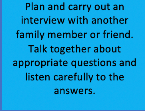 Plan and carry out an
interview with another
family member or friend.
Talk together about
appropriate questions and
listen carefully to the
answers.